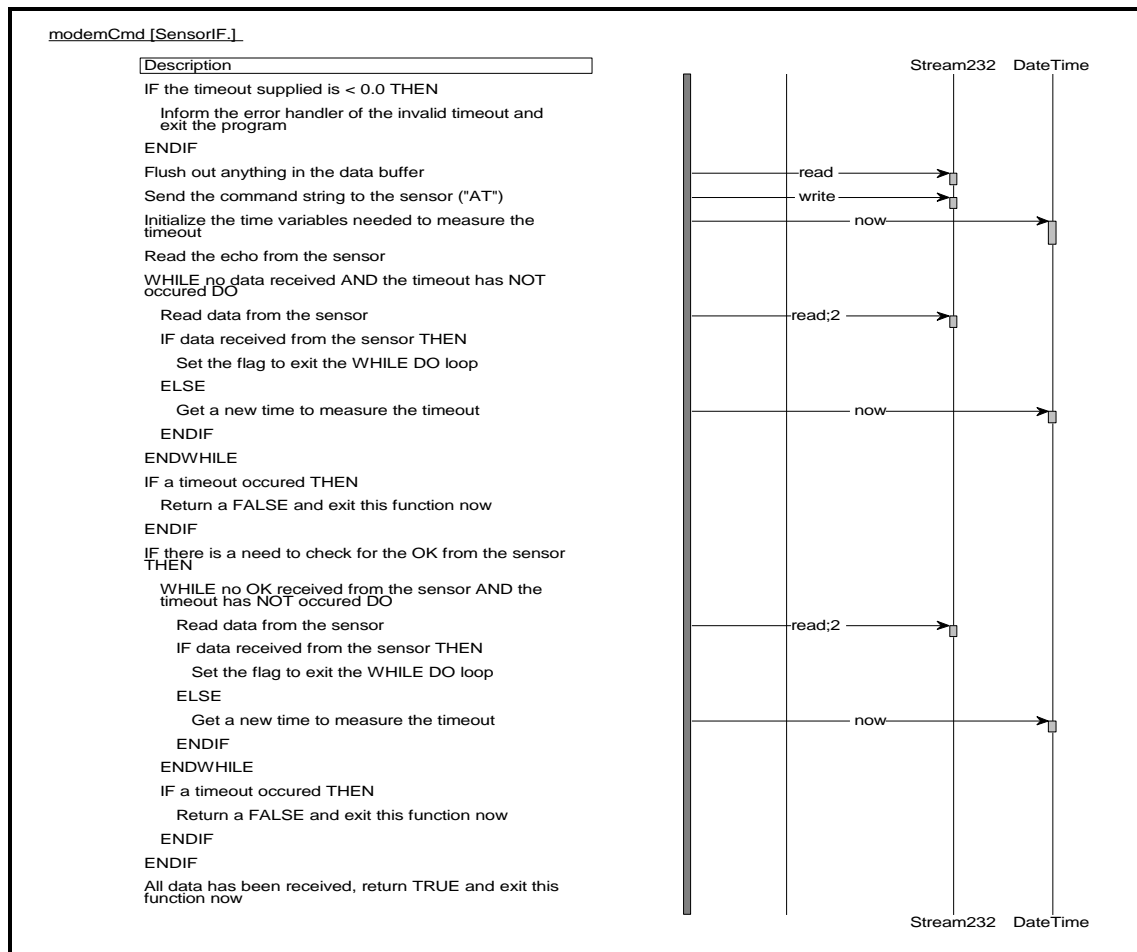 modemCmd [SensorIF.]
Description
Stream232 DateTime
IF the timeout supplied is < 0.0 THEN
Inform the error handler of the invalid timeout and
exit the program
ENDIF
Flush out anything in the data buffer
read
Send the command string to the sensor ("AT")
write
Initialize the time variables needed to measure the
timeout
now
Read the echo from the sensor
WHILE no data received AND the timeout has NOT
occured DO
Read data from the sensor
read;2
IF data received from the sensor THEN
Set the flag to exit the WHILE DO loop
ELSE
Get a new time to measure the timeout
now
ENDIF
ENDWHILE
IF a timeout occured THEN
Return a FALSE and exit this function now
ENDIF
IF there is a need to check for the OK from the sensor
THEN
WHILE no OK received from the sensor AND the
timeout has NOT occured DO
Read data from the sensor
read;2
IF data received from the sensor THEN
Set the flag to exit the WHILE DO loop
ELSE
Get a new time to measure the timeout
now
ENDIF
ENDWHILE
IF a timeout occured THEN
Return a FALSE and exit this function now
ENDIF
ENDIF
All data has been received, return TRUE and exit this
function now
Stream232 DateTime